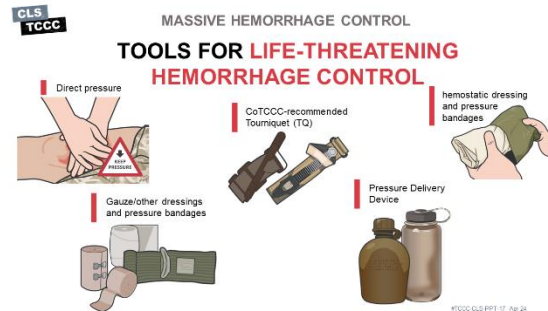 CLS
TCCC
MASSIVE HEMORRHAGE CONTROL
TOOLS FOR LIFE-THREATENING
HEMORRHAGE CONTROL
Direct pressure
KEEP
PRESSURE
CoTCCC-recommended
Tourniquet (TQ)
hemostatic dressing
and pressure
bandages
Gauze/other dressings
and pressure bandages
Pressure Delivery
Device
#TCCC-CLS-PPT-17 Apr 24